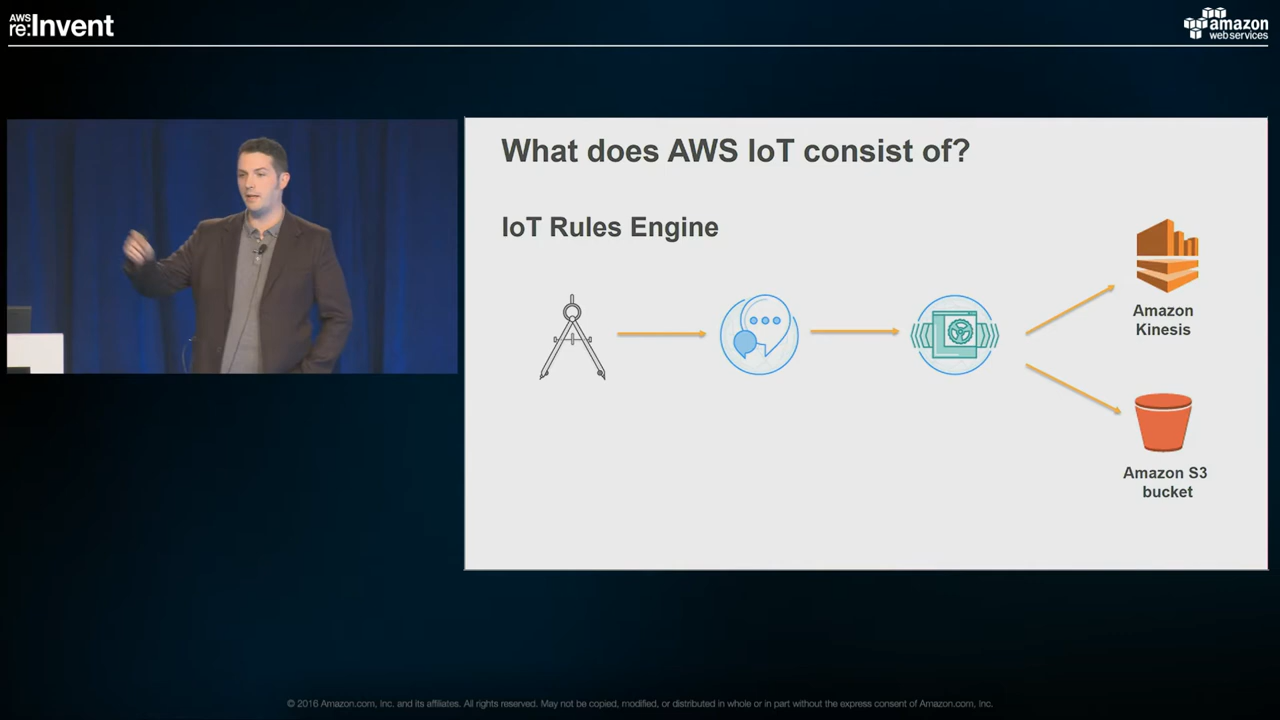 AWS
re:Invent
amazon
web services
What does AWS IoT consist of?
IoT Rules Engine
Amazon
Kinesis
Amazon S3
bucket
© 2016 Amazon.com, Inc. and its affiliates. All rights reserved. May not be copied, modified, or distributed in whole or in part without the express consent of Amazon.com, Inc.